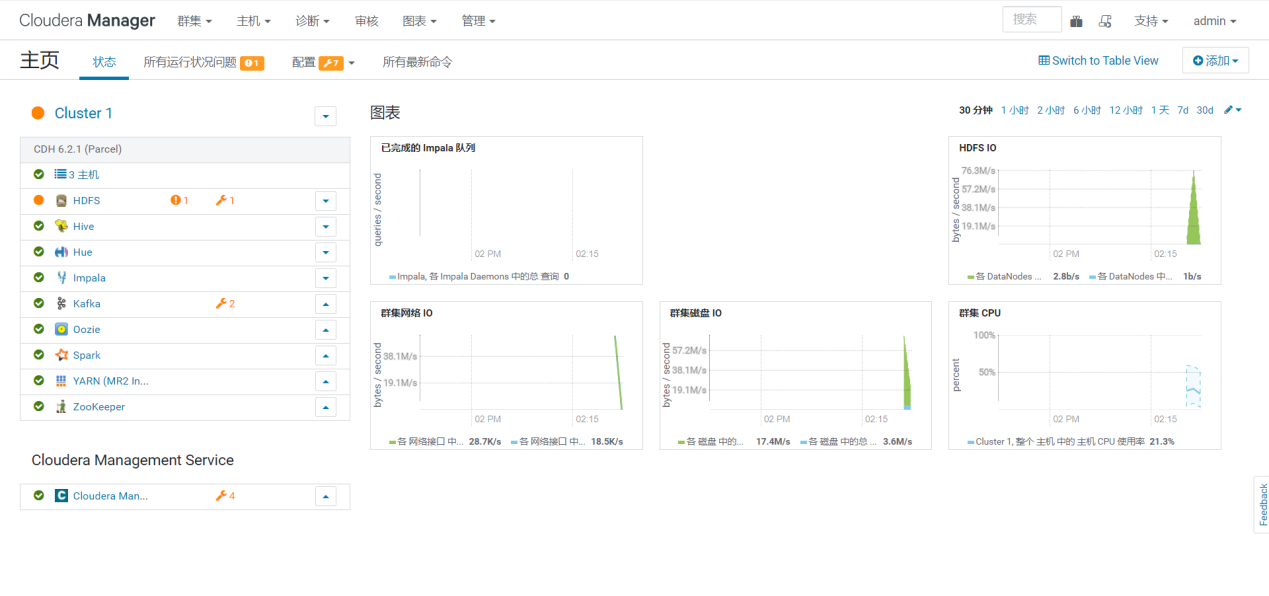 Cloudera Manager 群集 主机 诊断 审核 图表 管理 搜索 支持 admin
主页 状态 所有运行状况问题 1 配置 7 所有最新命令 Switch to Table View 添加
Cluster 1
CDH 6.2.1 (Parcel)
3 主机
HDFS 1 1
Hive
Hue
Impala
Kafka 2
Oozie
Spark
YARN (MR2 In...
ZooKeeper
Cloudera Management Service
C Cloudera Man... 4
图表
30 分钟 1 小时 2 小时 6 小时 12 小时 1 天 7d 30d
已完成的 Impala 队列
queries / second
02 PM 02:15
Impala, 各 Impala Daemons 中的总 查询 0
HDFS IO
bytes / second
76.3M/s
57.2M/s
38.1M/s
19.1M/s
02 PM 02:15
各 DataNodes ... 2.8b/s 各 DataNodes 中... 1b/s
群集网络 IO
bytes / second
38.1M/s
19.1M/s
02 PM 02:15
各 网络接口 中... 28.7K/s 各 网络接口 中... 18.5K/s
群集磁盘 IO
bytes / second
57.2M/s
38.1M/s
19.1M/s
02 PM 02:15
各 磁盘 中的... 17.4M/s 各 磁盘 中的总 ... 3.6M/s
群集 CPU
percent
100%
50%
02 PM 02:15
Cluster 1, 整个 主机 中的 主机 CPU 使用率 21.3%
Feedback